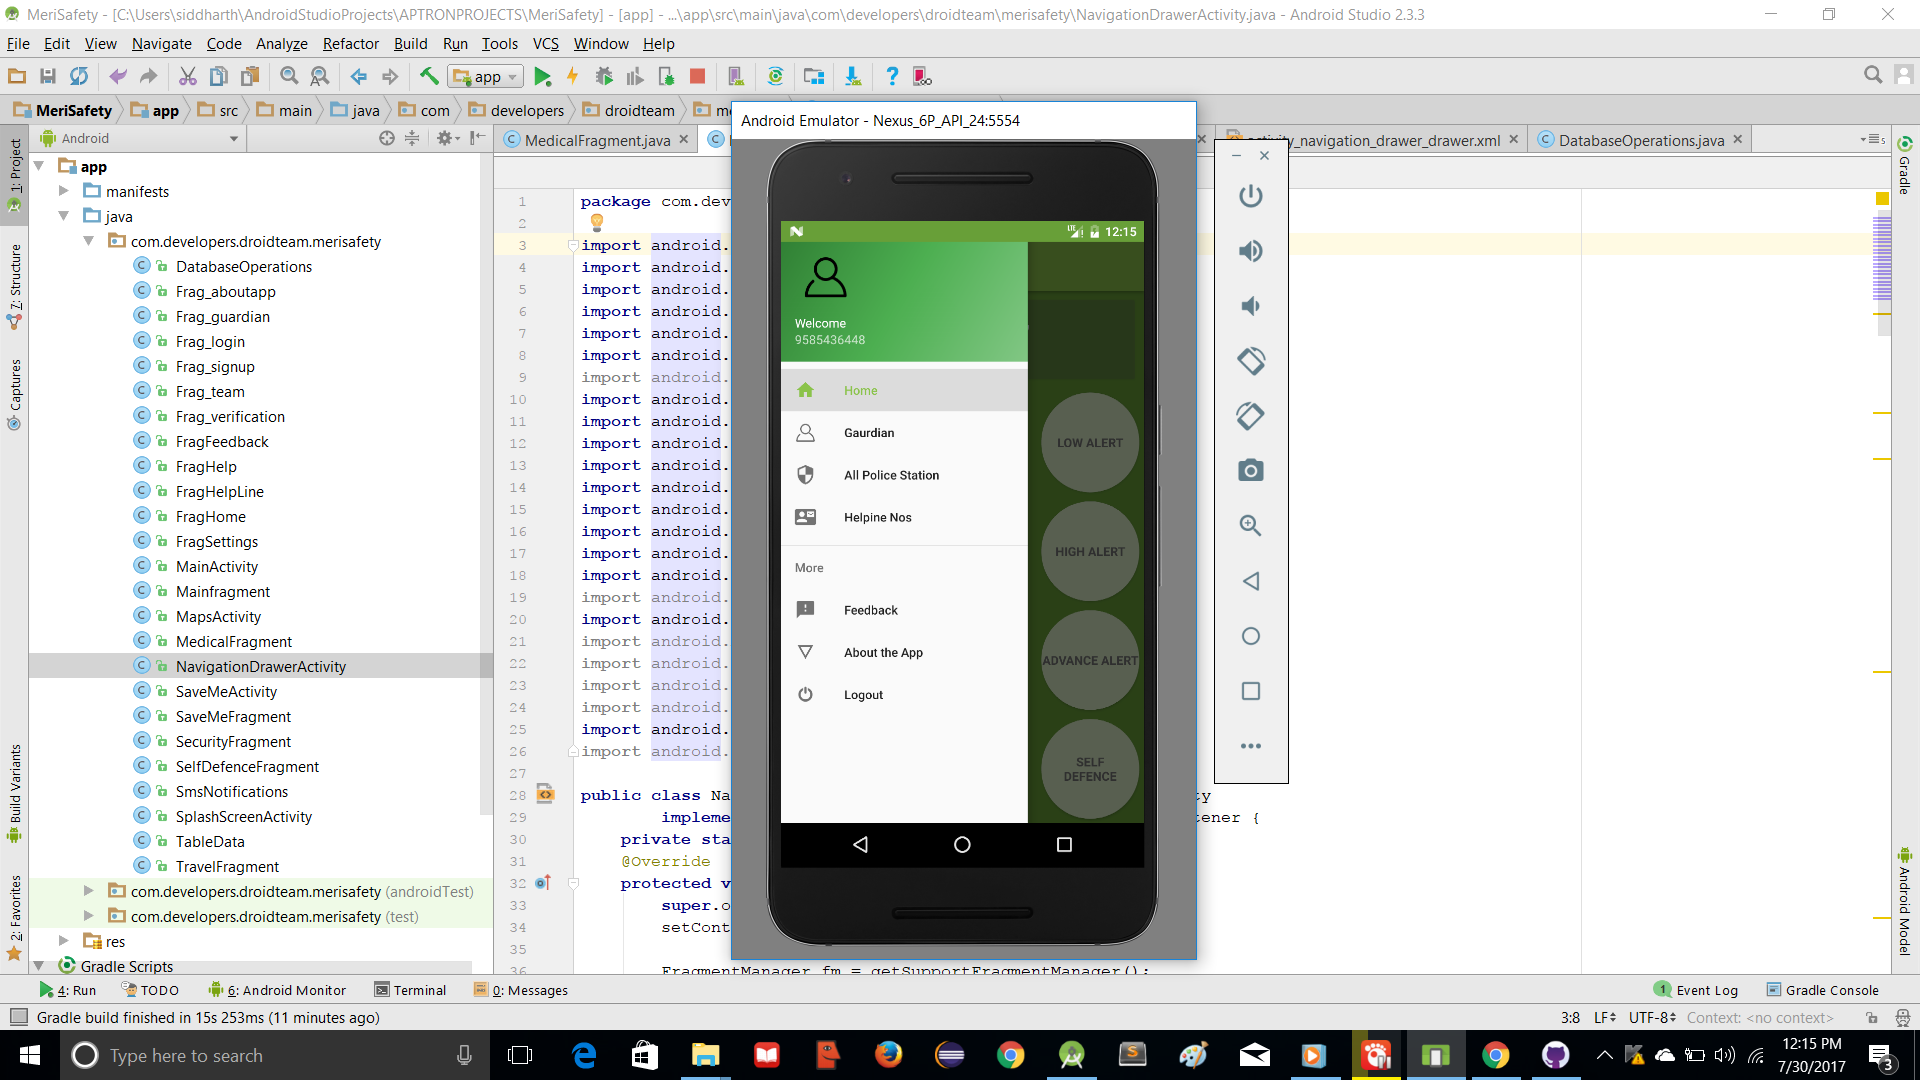 MeriSafety - [C:\Users\siddharth\AndroidStudioProjects\APTRONPROJECTS\MeriSafety] - [app] - ...\app\src\main\java\com\developers\droidteam\merisafety\NavigationDrawerActivity.java - Android Studio 2.3.3
File Edit View Navigate Code Analyze Refactor Build Run Tools VCS Window Help
app
MeriSafety app src main java com developers droidteam
Android Emulator - Nexus_6P_API_24:5554
Android
MedicalFragment.java
activity_navigation_drawer_drawer.xml
DatabaseOperations.java
1: Project
7: Structure
Captures
Build Variants
2: Favorites
Gradle
Android Model
app
manifests
java
com.developers.droidteam.merisafety
DatabaseOperations
Frag_aboutapp
Frag_guardian
Frag_login
Frag_signup
Frag_team
Frag_verification
FragFeedback
FragHelp
FragHelpLine
FragHome
FragSettings
MainActivity
Mainfragment
MapsActivity
MedicalFragment
NavigationDrawerActivity
SaveMeActivity
SaveMeFragment
SecurityFragment
SelfDefenceFragment
SmsNotifications
SplashScreenActivity
TableData
TravelFragment
com.developers.droidteam.merisafety (androidTest)
com.developers.droidteam.merisafety (test)
res
Gradle Scripts
1 package com.dev
2
3 import android.
4 import android.
5 import android.
6 import android.
7 import android.
8 import android.
9 import android.
10 import android.
11 import android.
12 import android.
13 import android.
14 import android.
15 import android.
16 import android.
17 import android.
18 import android.
19 import android.
20 import android.
21 import android.
22 import android.
23 import android.
24 import android.
25 import android.
26 import android.
27
28 public class Na ty
29 impleme tener {
30 private sta
31 @Override
32 protected v
33 super.o
34 setCont
35
36 FragmentManager fm = getSupportFragmentManager();
LTE 12:15
Welcome
9585436448
Home
Gaurdian
All Police Station
Helpine Nos
More
Feedback
About the App
Logout
LOW ALERT
HIGH ALERT
ADVANCE ALERT
SELF
DEFENCE
4: Run TODO 6: Android Monitor Terminal 0: Messages 1 Event Log Gradle Console
Gradle build finished in 15s 253ms (11 minutes ago) 3:8 LF UTF-8 Context: <no context>
Type here to search
12:15 PM
7/30/2017
3